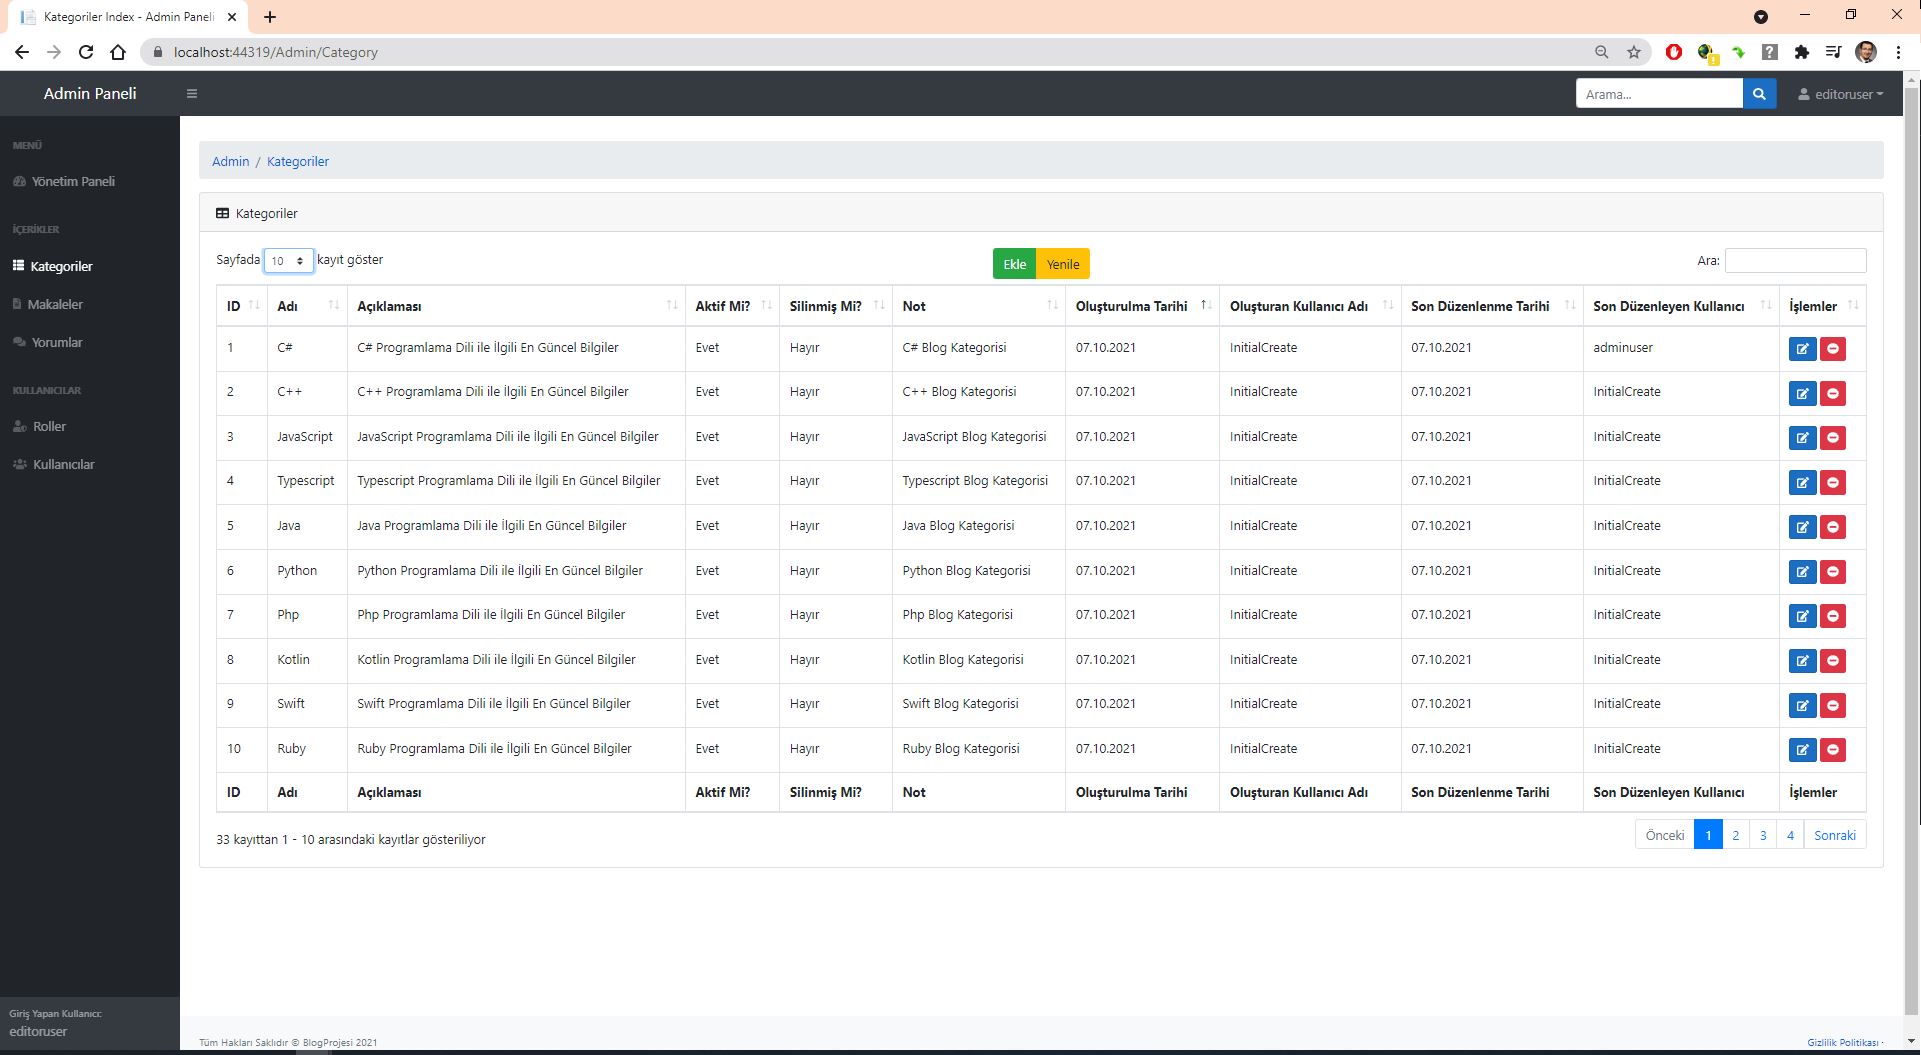 Kategoriler Index - Admin Paneli
localhost:44319/Admin/Category
Admin Paneli
Arama...
editoruser
MENÜ
Yönetim Paneli
İÇERİKLER
Kategoriler
Makaleler
Yorumlar
KULLANICILAR
Roller
Kullanıcılar
Giriş Yapan Kullanıcı:
editoruser
Admin / Kategoriler
Kategoriler
Sayfada 10 kayıt göster
Ekle Yenile
Ara:
ID Adı Açıklaması Aktif Mi? Silinmiş Mi? Not Oluşturulma Tarihi Oluşturan Kullanıcı Adı Son Düzenlenme Tarihi Son Düzenleyen Kullanıcı İşlemler
1 C# C# Programlama Dili ile İlgili En Güncel Bilgiler Evet Hayır C# Blog Kategorisi 07.10.2021 InitialCreate 07.10.2021 adminuser
2 C++ C++ Programlama Dili ile İlgili En Güncel Bilgiler Evet Hayır C++ Blog Kategorisi 07.10.2021 InitialCreate 07.10.2021 InitialCreate
3 JavaScript JavaScript Programlama Dili ile İlgili En Güncel Bilgiler Evet Hayır JavaScript Blog Kategorisi 07.10.2021 InitialCreate 07.10.2021 InitialCreate
4 Typescript Typescript Programlama Dili ile İlgili En Güncel Bilgiler Evet Hayır Typescript Blog Kategorisi 07.10.2021 InitialCreate 07.10.2021 InitialCreate
5 Java Java Programlama Dili ile İlgili En Güncel Bilgiler Evet Hayır Java Blog Kategorisi 07.10.2021 InitialCreate 07.10.2021 InitialCreate
6 Python Python Programlama Dili ile İlgili En Güncel Bilgiler Evet Hayır Python Blog Kategorisi 07.10.2021 InitialCreate 07.10.2021 InitialCreate
7 Php Php Programlama Dili ile İlgili En Güncel Bilgiler Evet Hayır Php Blog Kategorisi 07.10.2021 InitialCreate 07.10.2021 InitialCreate
8 Kotlin Kotlin Programlama Dili ile İlgili En Güncel Bilgiler Evet Hayır Kotlin Blog Kategorisi 07.10.2021 InitialCreate 07.10.2021 InitialCreate
9 Swift Swift Programlama Dili ile İlgili En Güncel Bilgiler Evet Hayır Swift Blog Kategorisi 07.10.2021 InitialCreate 07.10.2021 InitialCreate
10 Ruby Ruby Programlama Dili ile İlgili En Güncel Bilgiler Evet Hayır Ruby Blog Kategorisi 07.10.2021 InitialCreate 07.10.2021 InitialCreate
ID Adı Açıklaması Aktif Mi? Silinmiş Mi? Not Oluşturulma Tarihi Oluşturan Kullanıcı Adı Son Düzenlenme Tarihi Son Düzenleyen Kullanıcı İşlemler
33 kayıttan 1 - 10 arasındaki kayıtlar gösteriliyor
Önceki 1 2 3 4 Sonraki
Tüm Hakları Saklıdır © BlogProjesi 2021
Gizlilik Politikası ·